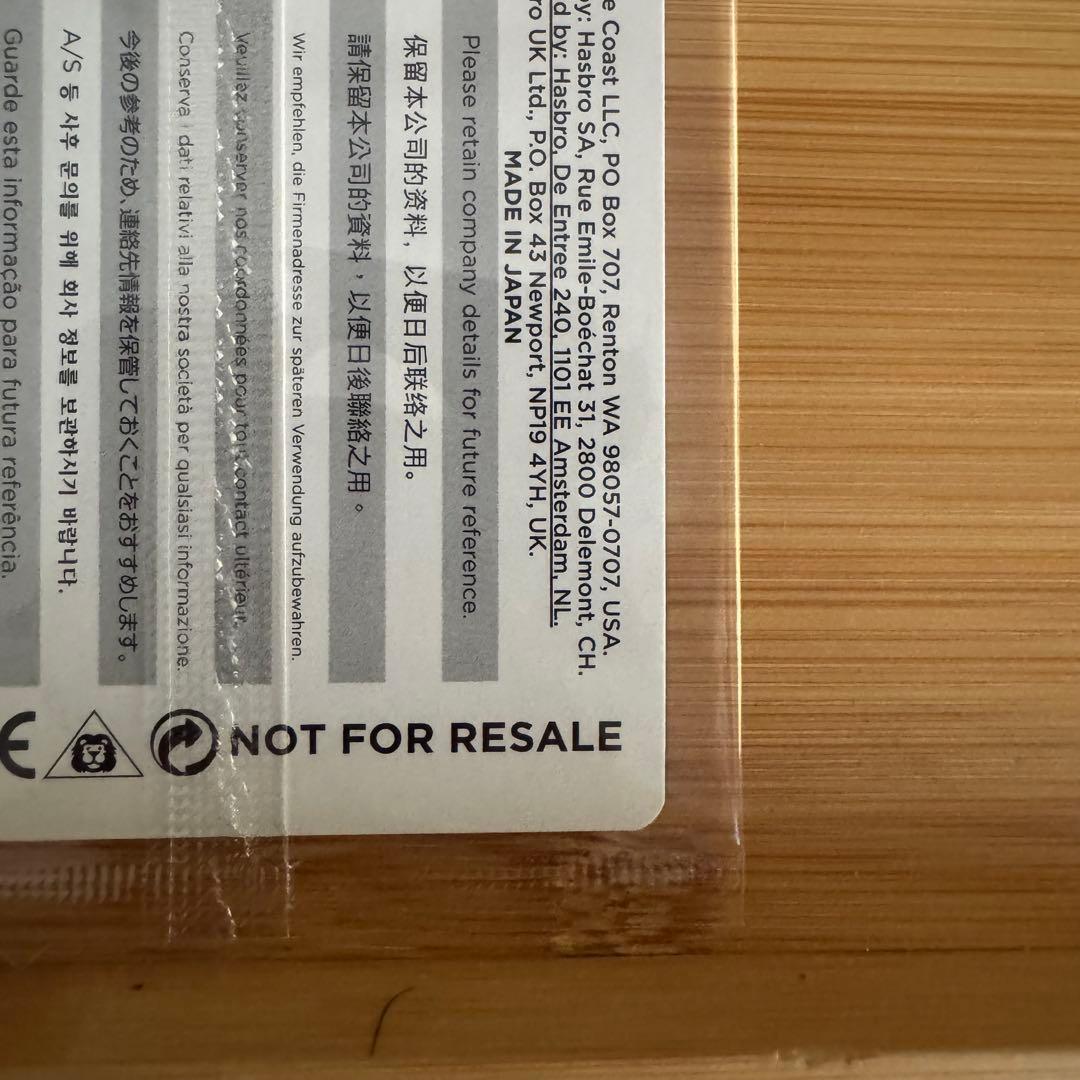 e Coast LLC, PO Box 707, Renton WA 98057-0707, USA.
by: Hasbro SA, Rue Emile-Boéchat 31, 2800 Delémont, CH.
d by: Hasbro, De Entree 240, 1101 EE Amsterdam, NL.
ro UK Ltd., P.O. Box 43 Newport, NP19 4YH, UK.
MADE IN JAPAN
Please retain company details for future reference.
保留本公司的资料，以便日后联络之用。
請保留本公司的資料，以便日後聯絡之用。
Wir empfehlen, die Firmenadresse zur späteren Verwendung aufzubewahren.
Veuillez conserver nos coordonnées pour tout contact ultérieur.
Conserva i dati relativi alla nostra società per qualsiasi informazione.
今後の参考のため、連絡先情報を保管しておくことをおすすめします。
A/S 등 사후 문의를 위해 회사 정보를 보관하시기 바랍니다.
Guarde esta informação para futura referência.
CE NOT FOR RESALE